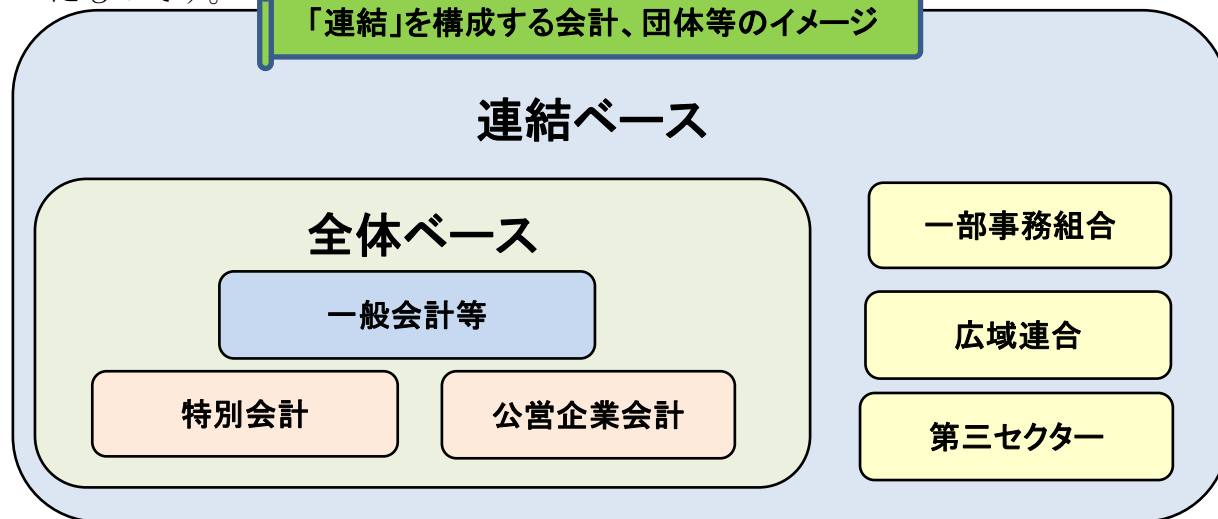 「連結」を構成する会計、団体等のイメージ
連結ベース
全体ベース
一般会計等
特別会計
公営企業会計
一部事務組合
広域連合
第三セクター